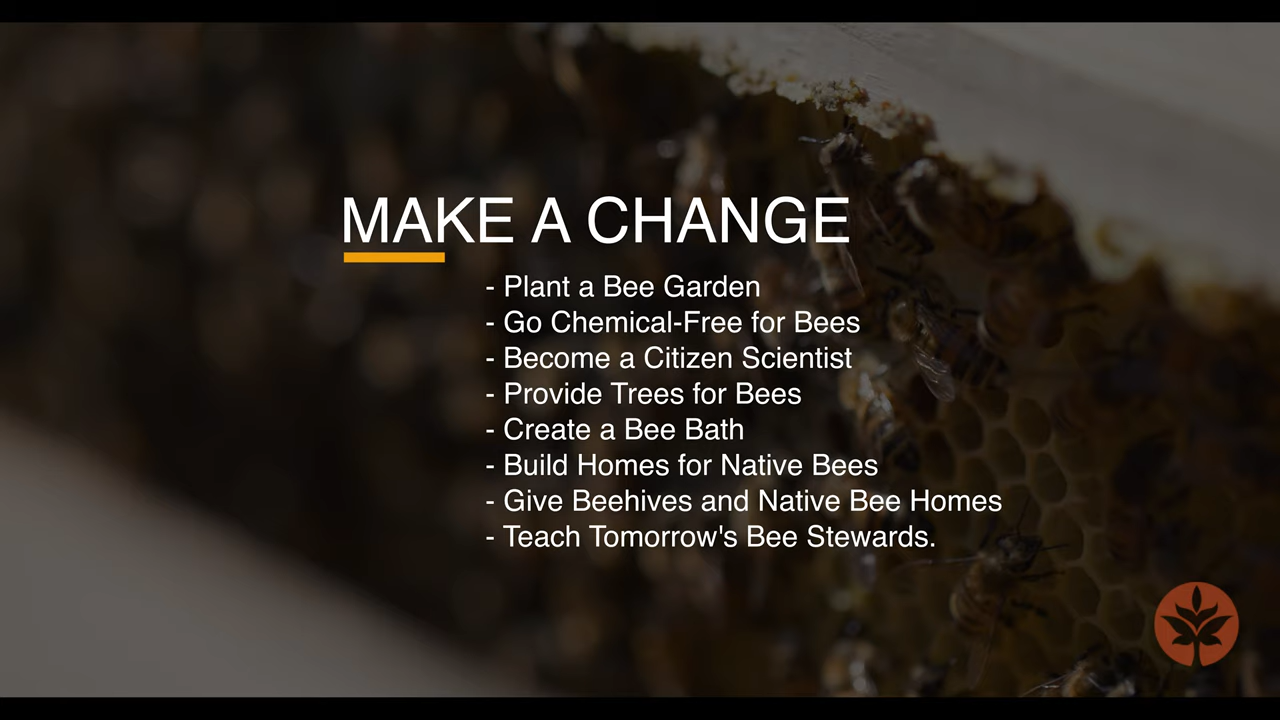 MAKE A CHANGE
- Plant a Bee Garden
- Go Chemical-Free for Bees
- Become a Citizen Scientist
- Provide Trees for Bees
- Create a Bee Bath
- Build Homes for Native Bees
- Give Beehives and Native Bee Homes
- Teach Tomorrow's Bee Stewards.